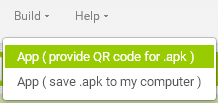 Build Help
App ( provide QR code for .apk )
App ( save .apk to my computer )